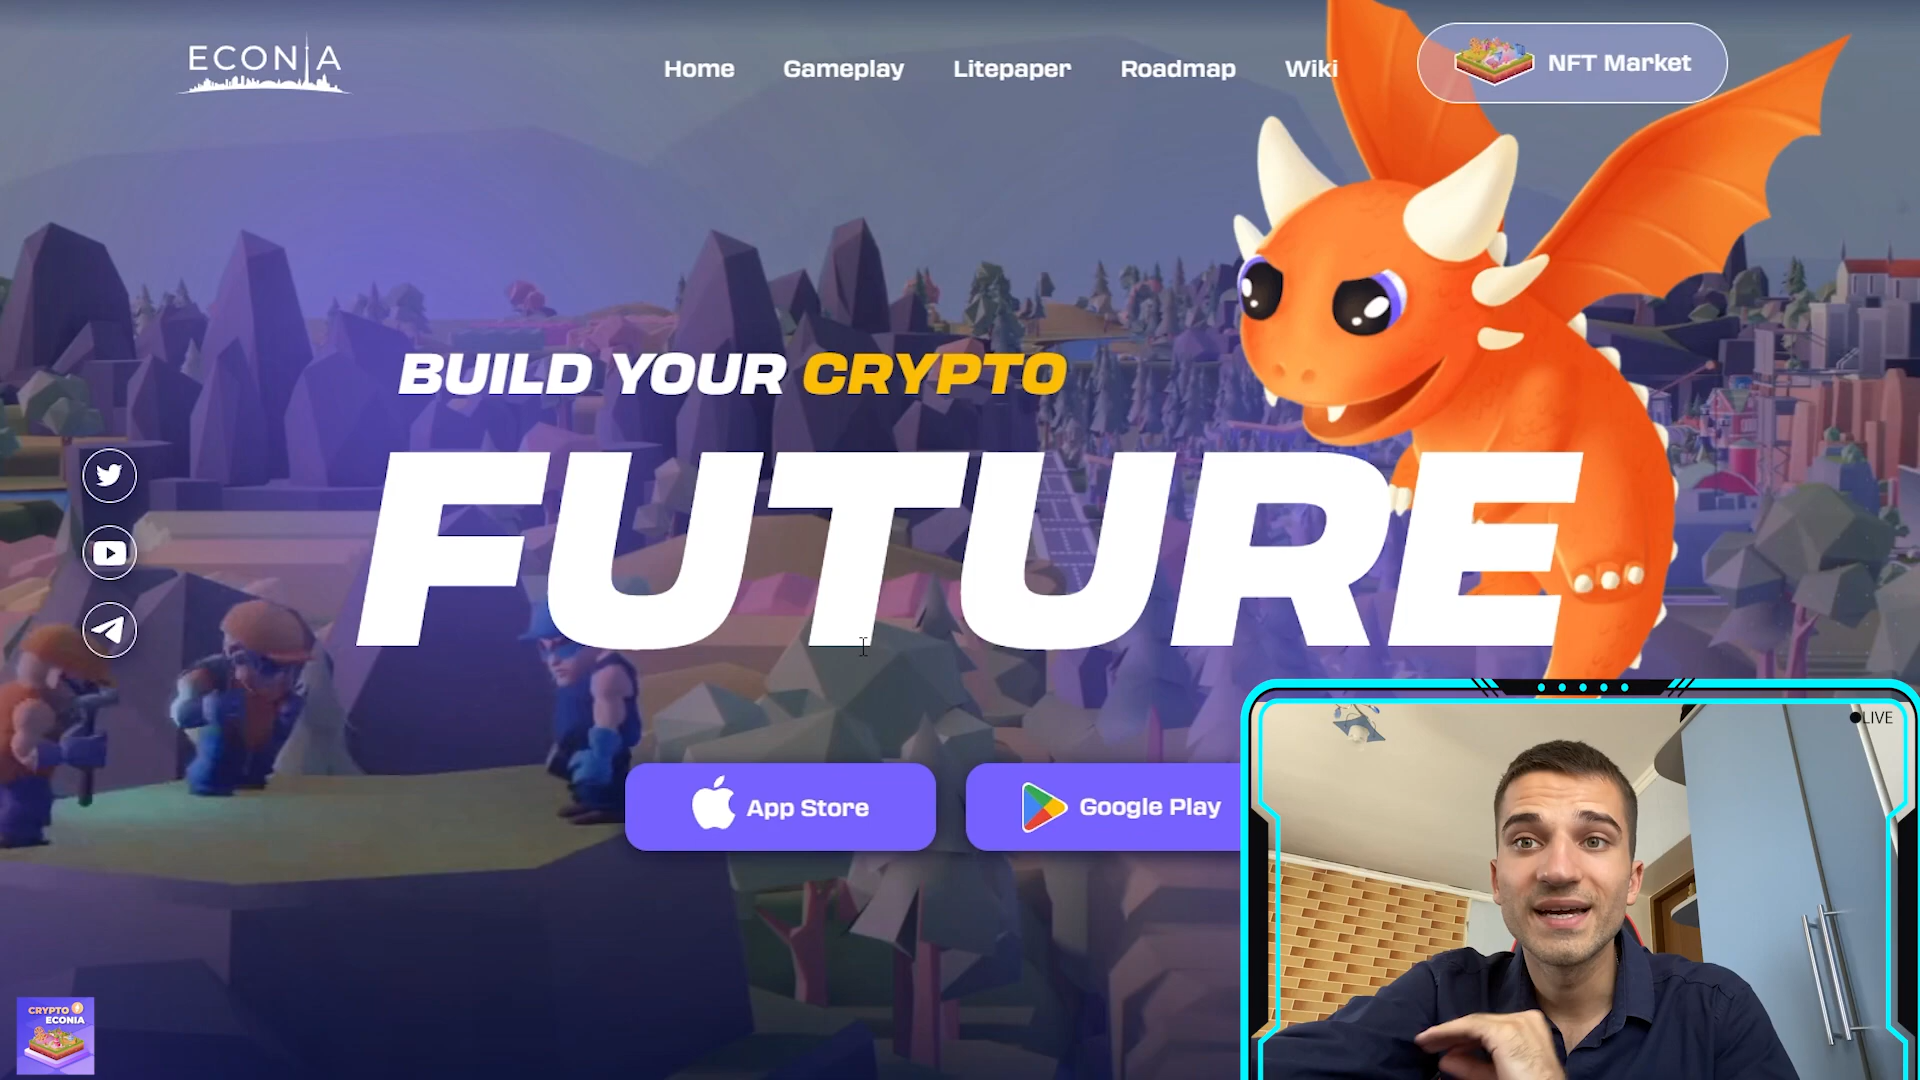 ECONIA
Home
Gameplay
Litepaper
Roadmap
Wiki
NFT Market
BUILD YOUR CRYPTO
FUTURE
App Store
Google Play
LIVE
CRYPTO
ECONIA